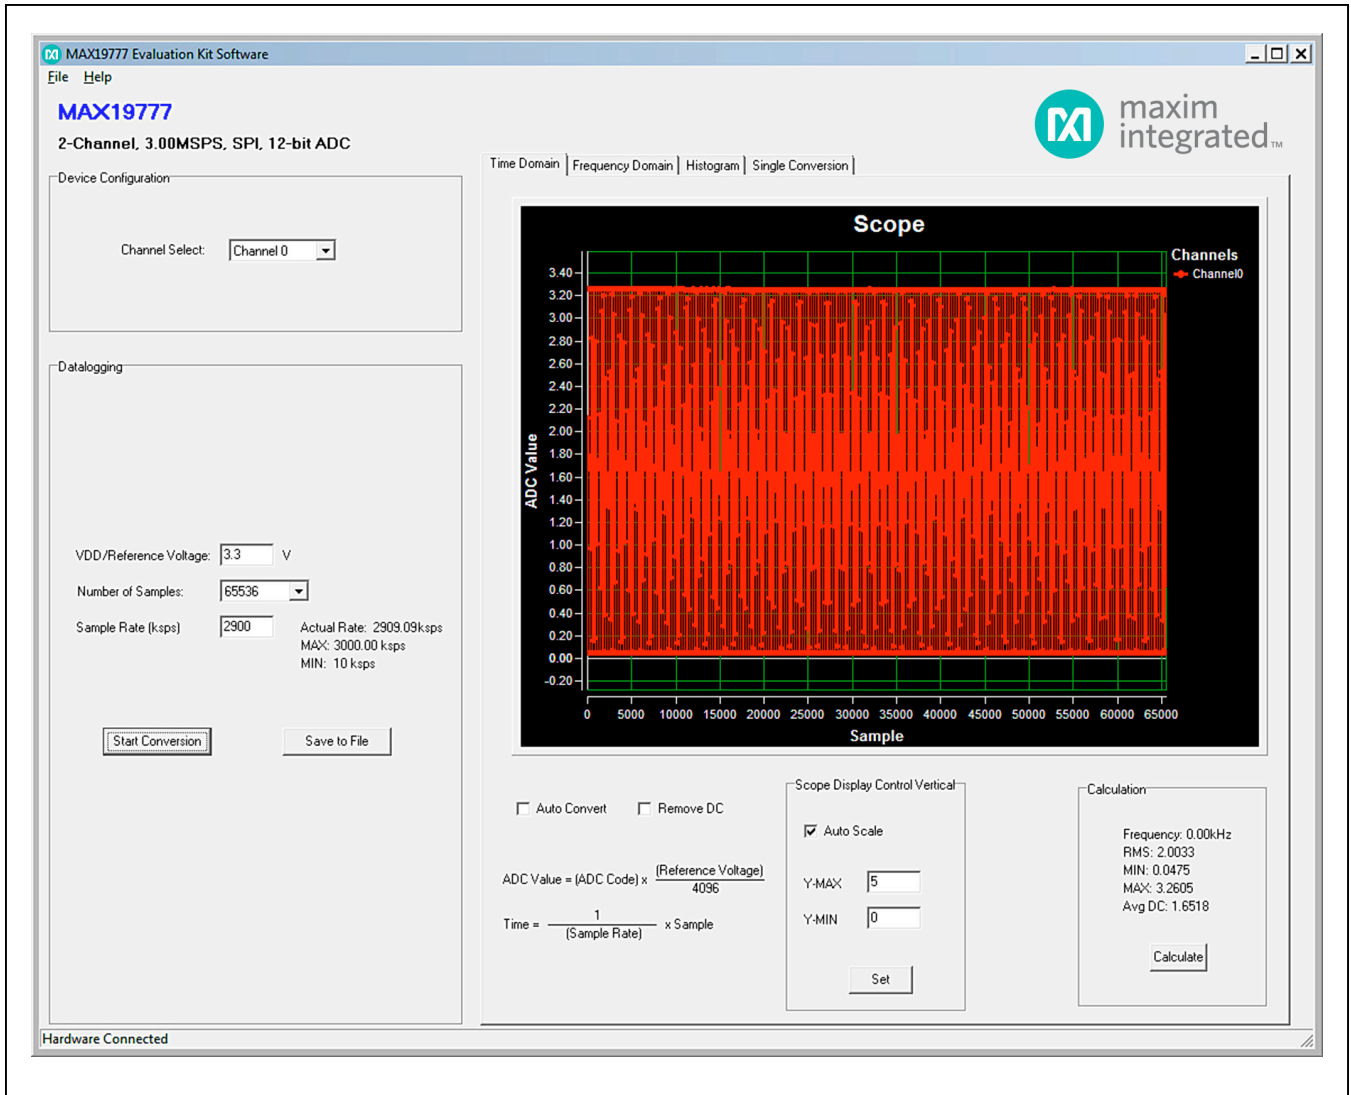 MAX19777 Evaluation Kit Software
File Help
MAX19777
2-Channel, 3.00MSPS, SPI, 12-bit ADC
maxim
integrated™
Device Configuration
Channel Select: Channel 0
Datalogging
VDD/Reference Voltage: 3.3 V
Number of Samples: 65536
Sample Rate (ksps) 2900 Actual Rate: 2909.09ksps
MAX: 3000.00 ksps
MIN: 10 ksps
Start Conversion Save to File
Time Domain Frequency Domain Histogram Single Conversion
Scope
Channels
Channel0
ADC Value
3.40
3.20
3.00
2.80
2.60
2.40
2.20
2.00
1.80
1.60
1.40
1.20
1.00
0.80
0.60
0.40
0.20
0.00
-0.20
0 5000 10000 15000 20000 25000 30000 35000 40000 45000 50000 55000 60000 65000
Sample
Auto Convert Remove DC
ADC Value = (ADC Code) x (Reference Voltage)
4096
Time = 1
(Sample Rate) x Sample
Scope Display Control Vertical
Auto Scale
Y-MAX 5
Y-MIN 0
Set
Calculation
Frequency: 0.00kHz
RMS: 2.0033
MIN: 0.0475
MAX: 3.2605
Avg DC: 1.6518
Calculate
Hardware Connected